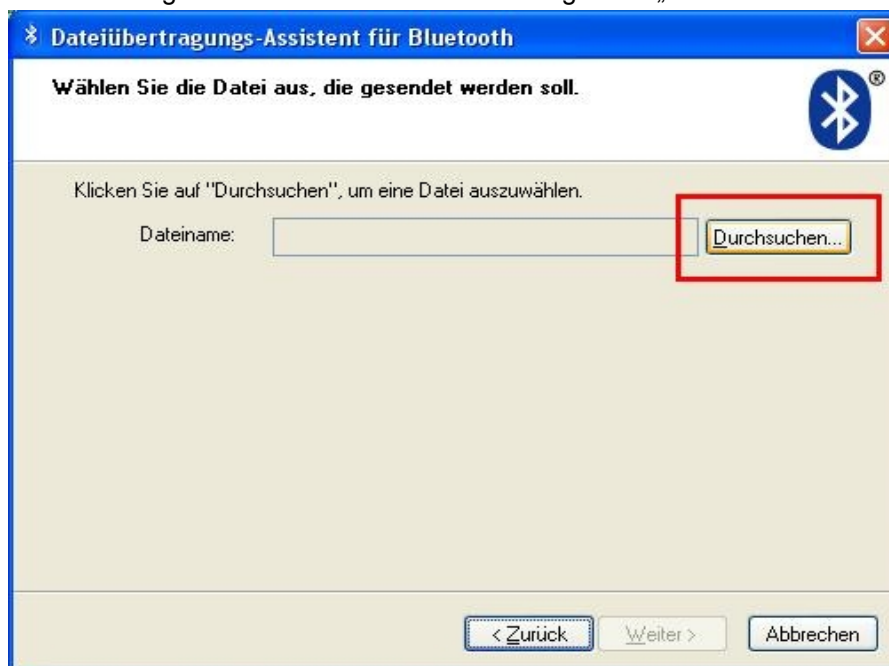 Dateiübertragungs-Assistent für Bluetooth
Wählen Sie die Datei aus, die gesendet werden soll.
®
Klicken Sie auf "Durchsuchen", um eine Datei auszuwählen.
Dateiname: Durchsuchen...
< Zurück Weiter > Abbrechen